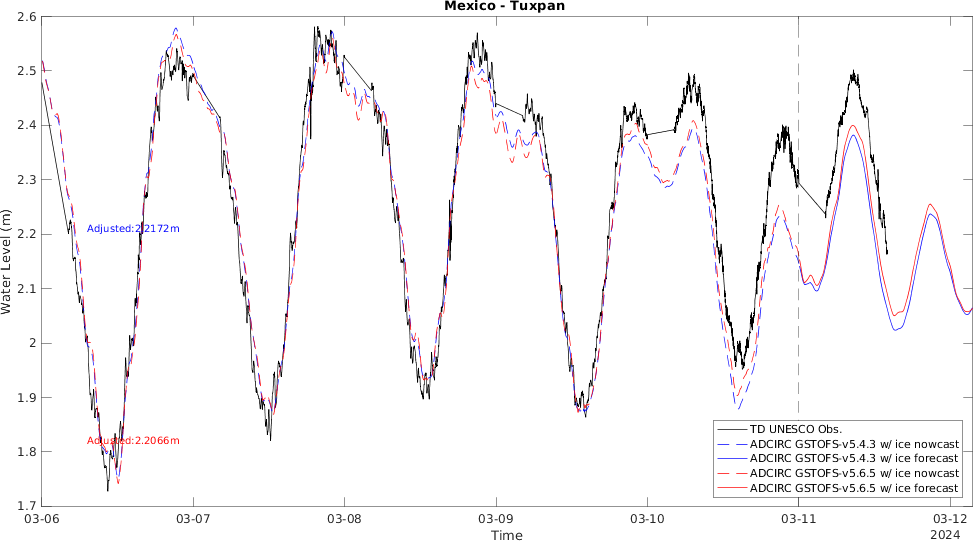 Mexico - Tuxpan
2.6
2.5
2.4
2.3
2.2
2.1
2
1.9
1.8
1.7
Water Level (m)
Adjusted:2.2172m
Adjusted:2.2066m
TD UNESCO Obs.
ADCIRC GSTOFS-v5.4.3 w/ ice nowcast
ADCIRC GSTOFS-v5.4.3 w/ ice forecast
ADCIRC GSTOFS-v5.6.5 w/ ice nowcast
ADCIRC GSTOFS-v5.6.5 w/ ice forecast
03-06 03-07 03-08 03-09 03-10 03-11 03-12
Time 2024